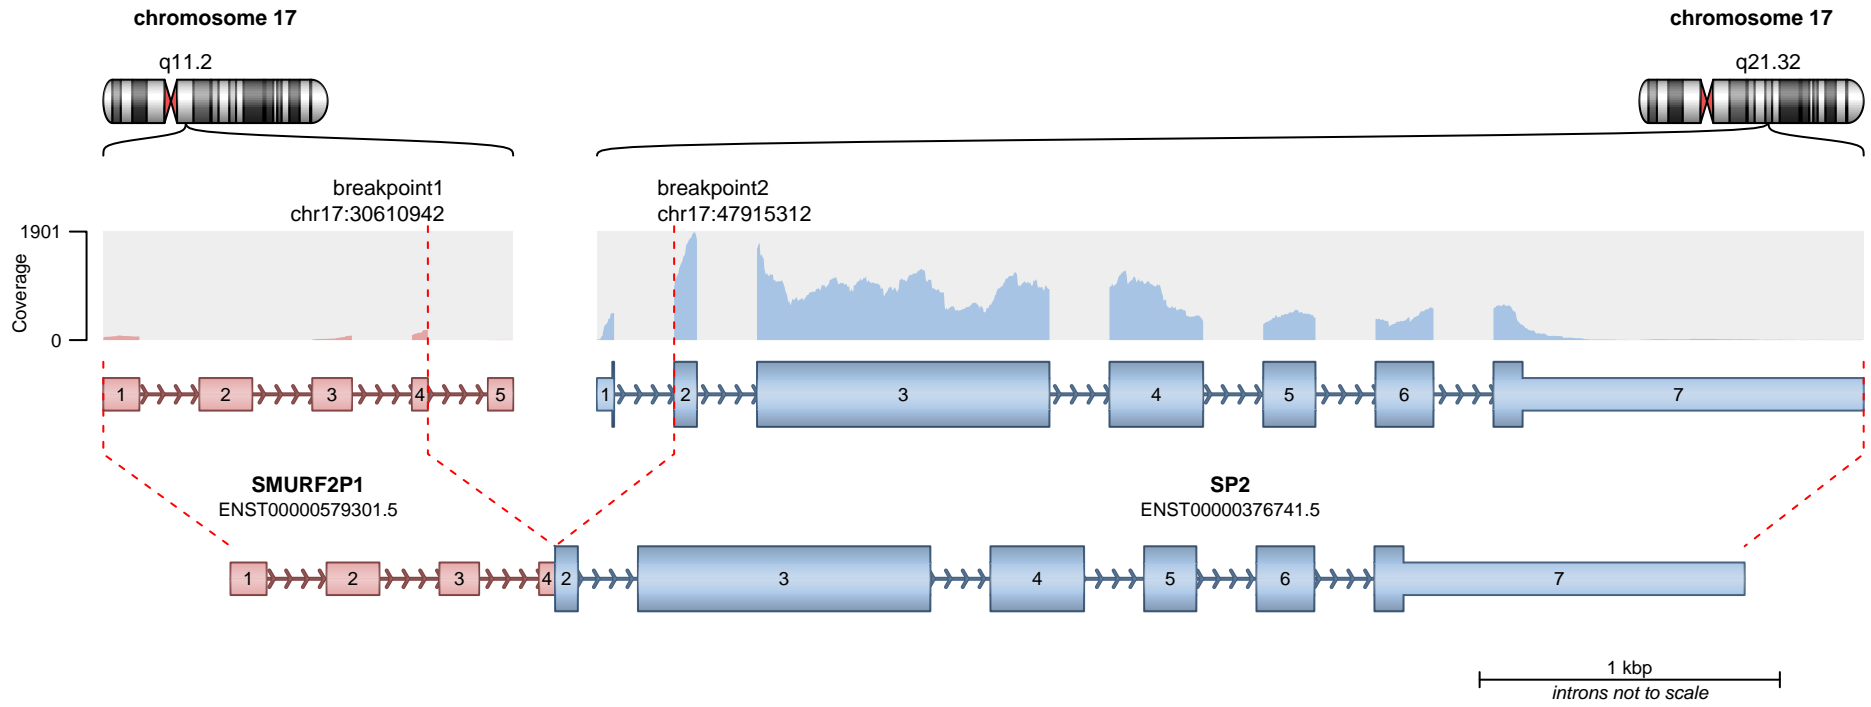 chromosome 17
chromosome 17
q11.2
q21.32
breakpoint1
chr17:30610942
breakpoint2
chr17:47915312
1901
Coverage
0
1 2 3 4 5
1 2 3 4 5 6 7
SMURF2P1
ENST00000579301.5
SP2
ENST00000376741.5
1 2 3 4 2 3 4 5 6 7
1 kbp
introns not to scale